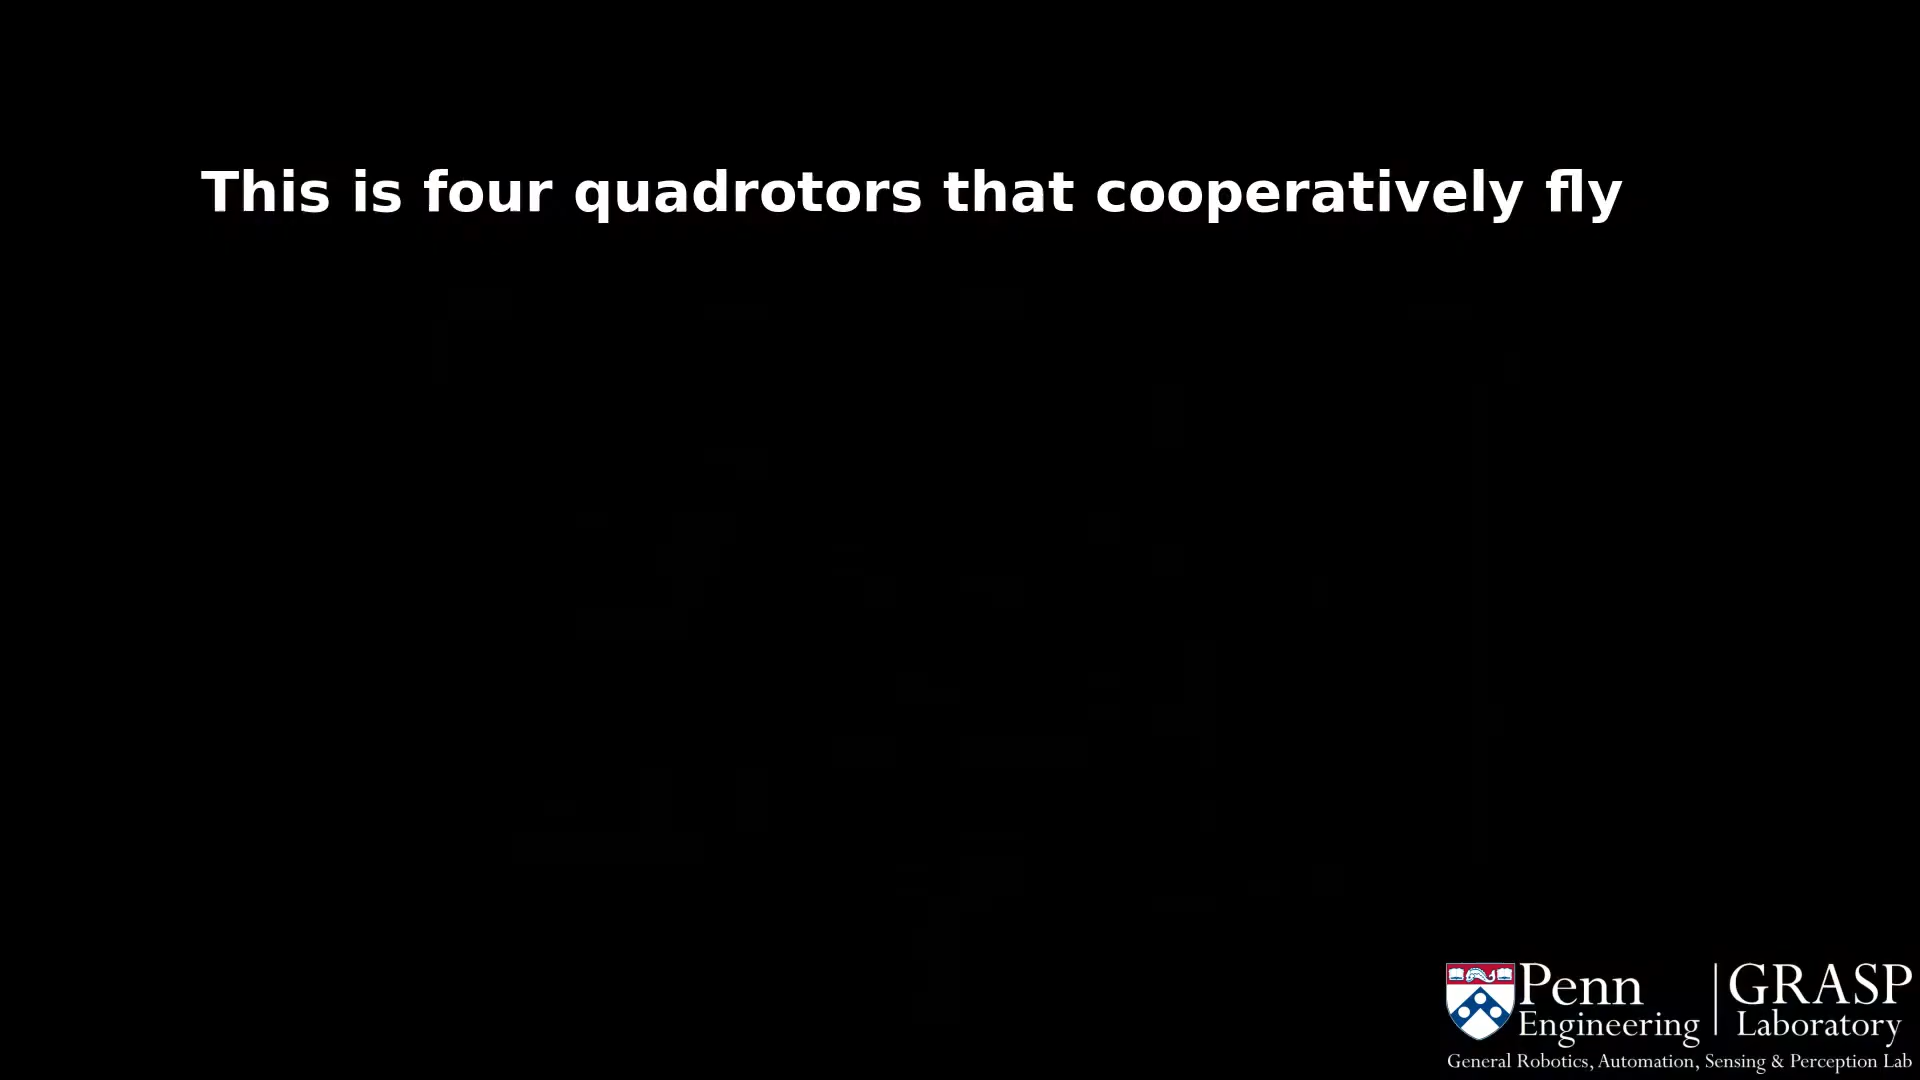 This is four quadrotors that cooperatively fly
Penn
Engineering
GRASP
Laboratory
General Robotics, Automation, Sensing & Perception Lab